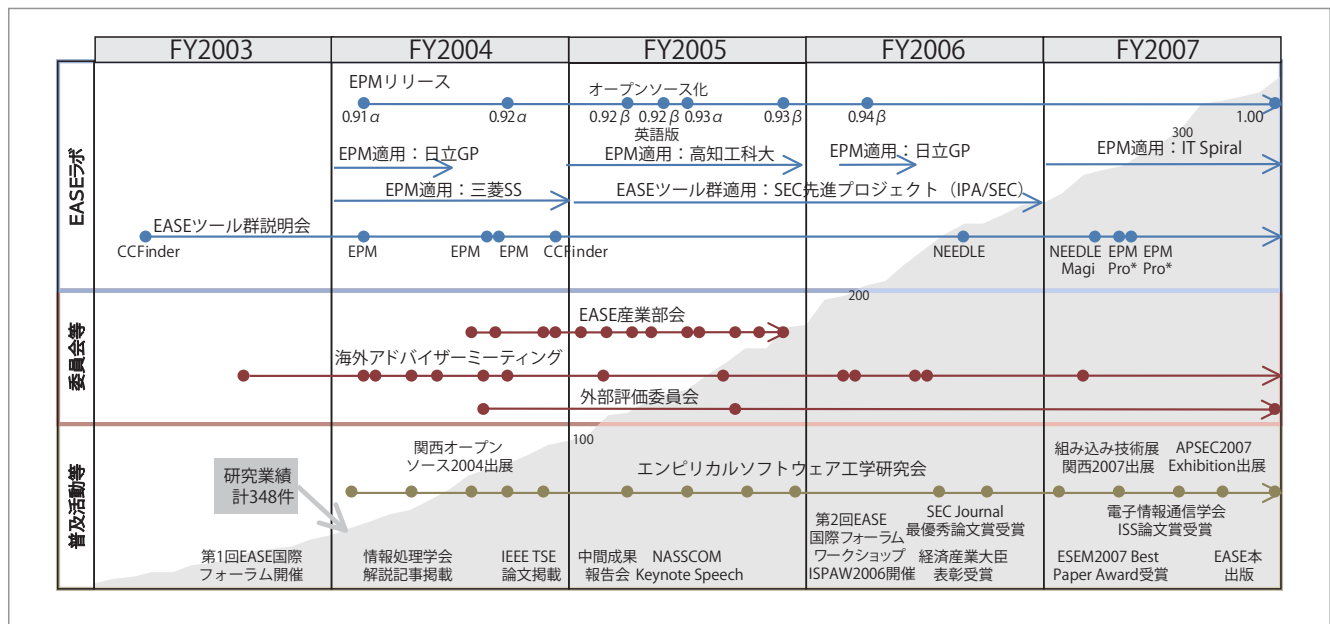 FY2003
FY2004
FY2005
FY2006
FY2007
EASEラボ
EPMリリース
オープンソース化
0.91α
0.92α
0.92β
0.92β
英語版
0.93α
0.93β
0.94β
1.00
300
EPM適用：日立GP
EPM適用：高知工科大
EPM適用：日立GP
EPM適用：IT Spiral
EPM適用：三菱SS
EASEツール群適用：SEC先進プロジェクト（IPA/SEC）
EASEツール群説明会
CCFinder
EPM
EPM
EPM
CCFinder
NEEDLE
NEEDLE
Magi
EPM
Pro*
EPM
Pro*
200
委員会等
EASE産業部会
海外アドバイザーミーティング
外部評価委員会
100
普及活動等
研究業績
計348件
関西オープン
ソース2004出展
エンピリカルソフトウェア工学研究会
組み込み技術展
関西2007出展
APSEC2007
Exhibition出展
第1回EASE国際
フォーラム開催
情報処理学会
解説記事掲載
IEEE TSE
論文掲載
中間成果
報告会
NASSCOM
Keynote Speech
第2回EASE
国際フォーラム
ワークショップ
ISPAW2006開催
SEC Journal
最優秀論文賞受賞
経済産業大臣
表彰受賞
電子情報通信学会
ISS論文賞受賞
ESEM2007 Best
Paper Award受賞
EASE本
出版